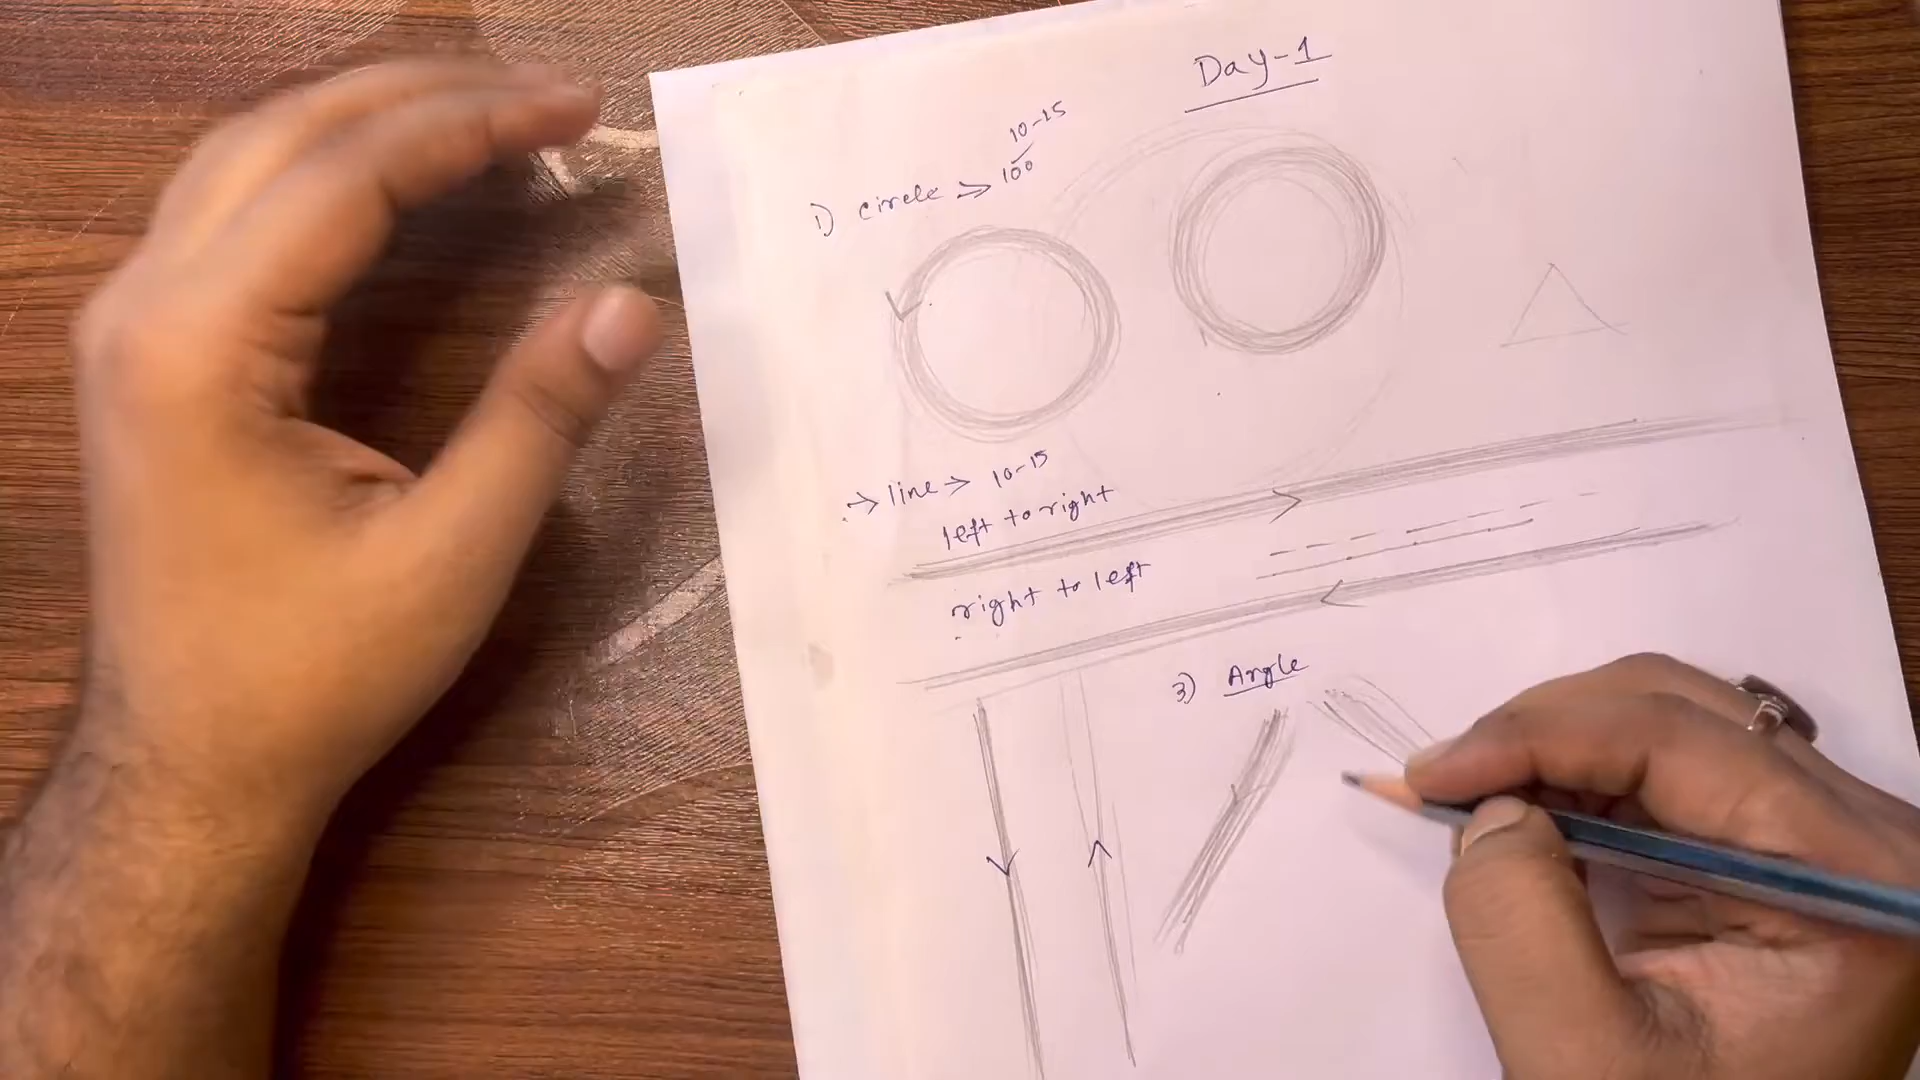 Day-1
10-15
1) circle → 100
→ line → 10-15
left to right
right to left
3) Angle